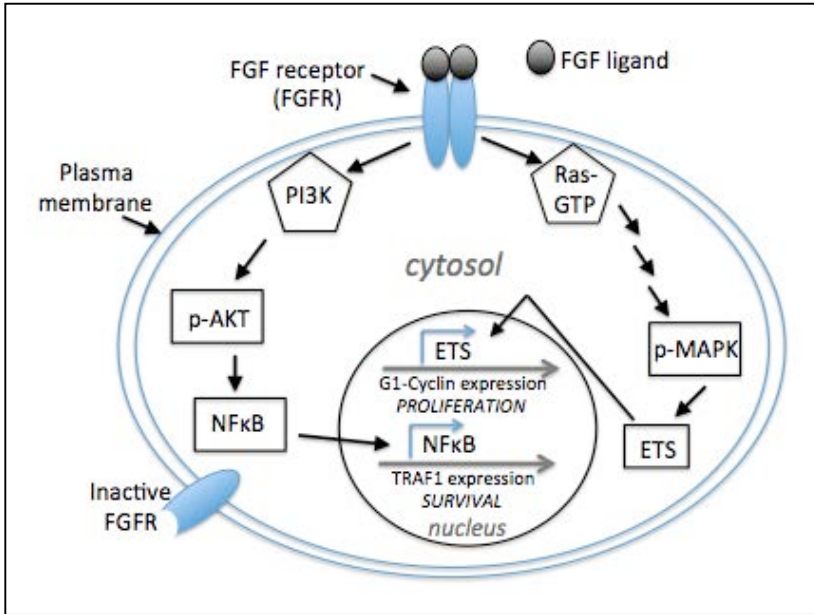 FGF receptor
(FGFR)
FGF ligand
Plasma
membrane
PI3K
Ras-
GTP
cytosol
p-AKT
p-MAPK
ETS
G1-Cyclin expression
PROLIFERATION
NFκB
NFκB
ETS
TRAF1 expression
SURVIVAL
nucleus
Inactive
FGFR